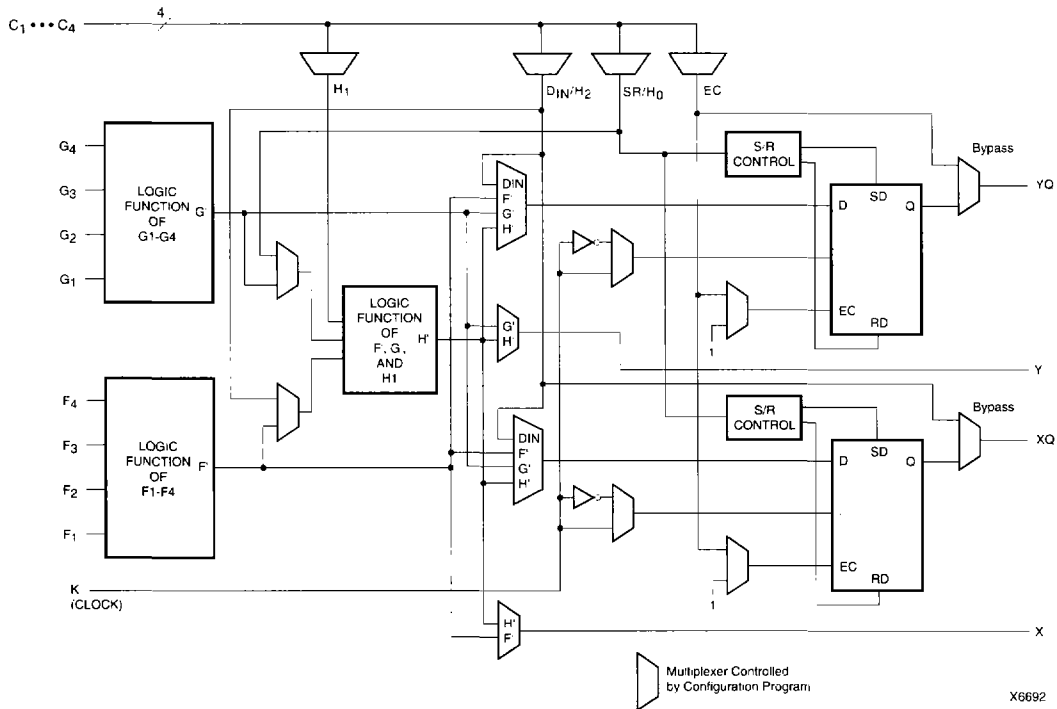 C1 ••• C4
4
H1
DIN/H2
SR/H0
EC
G4
G3
G2
G1
LOGIC
FUNCTION
OF
G1-G4
G'
DIN
F'
G'
H'
S/R
CONTROL
D
SD
Q
EC
RD
1
Bypass
YQ
LOGIC
FUNCTION
OF
F', G,
AND
H1
H'
G'
H'
Y
F4
F3
F2
F1
LOGIC
FUNCTION
OF
F1-F4
F'
DIN
F'
G'
H'
S/R
CONTROL
D
SD
Q
EC
RD
1
Bypass
XQ
K
(CLOCK)
H'
F'
X
Multiplexer Controlled
by Configuration Program
X6692